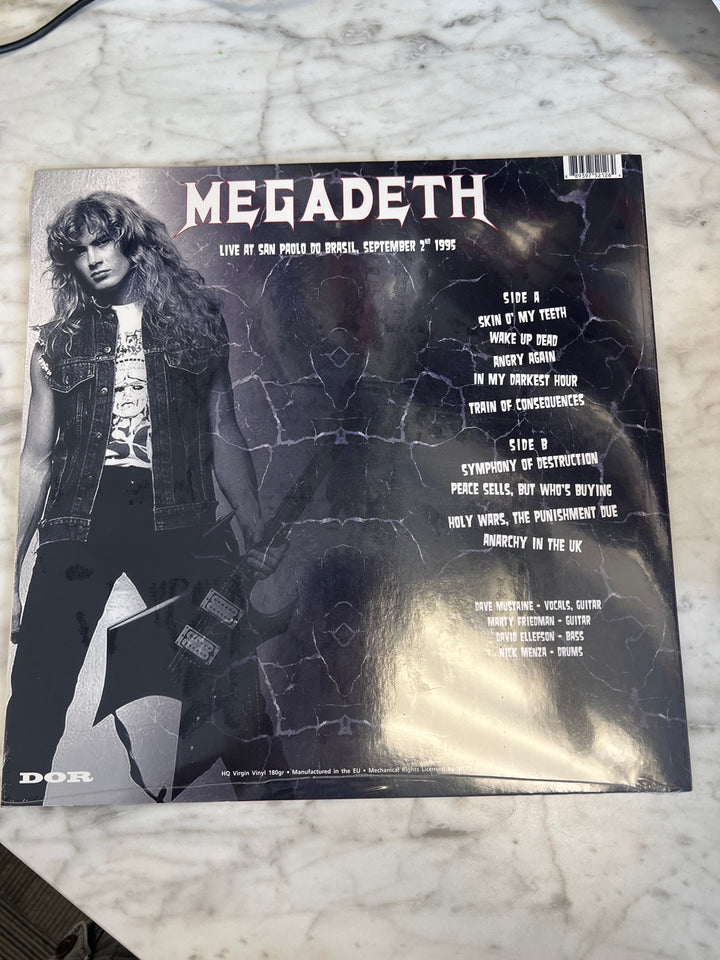 MEGADETH
LIVE AT SAN PAOLO DO BRASIL, SEPTEMBER 2ND 1995
SIDE A
SKIN O' MY TEETH
WAKE UP DEAD
ANGRY AGAIN
IN MY DARKEST HOUR
TRAIN OF CONSEQUENCES
SIDE B
SYMPHONY OF DESTRUCTION
PEACE SELLS, BUT WHO'S BUYING
HOLY WARS, THE PUNISHMENT DUE
ANARCHY IN THE UK
DAVE MUSTAINE - VOCALS, GUITAR
MARTY FRIEDMAN - GUITAR
DAVID ELLEFSON - BASS
NICK MENZA - DRUMS
DOR
HQ Virgin Vinyl 180gr • Manufactured in the EU • Mechanical Rights Licensed by